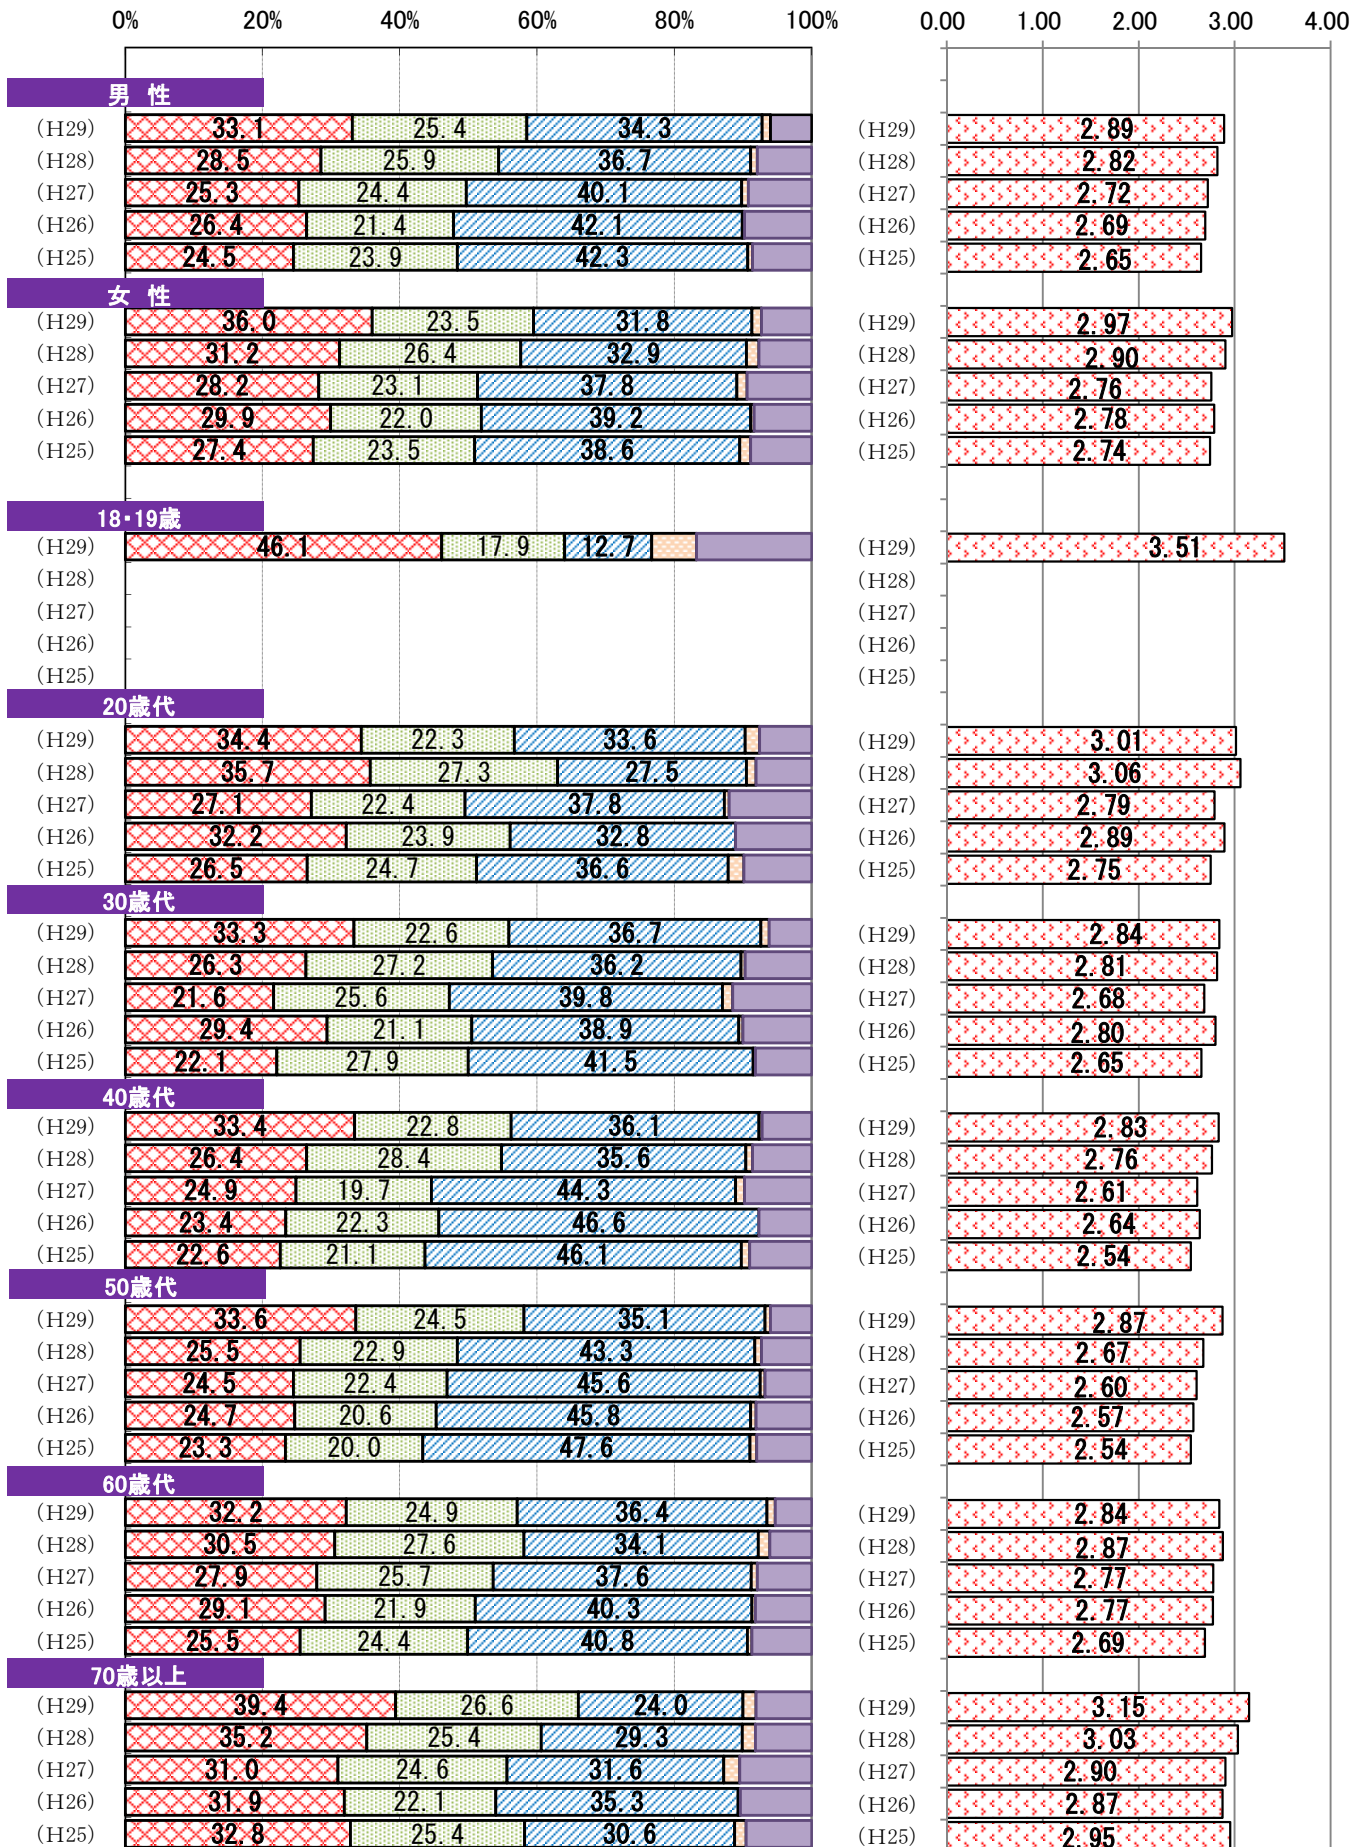 0% 20% 40% 60% 80% 100% 0.00 1.00 2.00 3.00 4.00
男 性
(H29) 33.1 25.4 34.3 (H29) 2.89
(H28) 28.5 25.9 36.7 (H28) 2.82
(H27) 25.3 24.4 40.1 (H27) 2.72
(H26) 26.4 21.4 42.1 (H26) 2.69
(H25) 24.5 23.9 42.3 (H25) 2.65
女 性
(H29) 36.0 23.5 31.8 (H29) 2.97
(H28) 31.2 26.4 32.9 (H28) 2.90
(H27) 28.2 23.1 37.8 (H27) 2.76
(H26) 29.9 22.0 39.2 (H26) 2.78
(H25) 27.4 23.5 38.6 (H25) 2.74
18・19歳
(H29) 46.1 17.9 12.7 (H29) 3.51
(H28) (H28)
(H27) (H27)
(H26) (H26)
(H25) (H25)
20歳代
(H29) 34.4 22.3 33.6 (H29) 3.01
(H28) 35.7 27.3 27.5 (H28) 3.06
(H27) 27.1 22.4 37.8 (H27) 2.79
(H26) 32.2 23.9 32.8 (H26) 2.89
(H25) 26.5 24.7 36.6 (H25) 2.75
30歳代
(H29) 33.3 22.6 36.7 (H29) 2.84
(H28) 26.3 27.2 36.2 (H28) 2.81
(H27) 21.6 25.6 39.8 (H27) 2.68
(H26) 29.4 21.1 38.9 (H26) 2.80
(H25) 22.1 27.9 41.5 (H25) 2.65
40歳代
(H29) 33.4 22.8 36.1 (H29) 2.83
(H28) 26.4 28.4 35.6 (H28) 2.76
(H27) 24.9 19.7 44.3 (H27) 2.61
(H26) 23.4 22.3 46.6 (H26) 2.64
(H25) 22.6 21.1 46.1 (H25) 2.54
50歳代
(H29) 33.6 24.5 35.1 (H29) 2.87
(H28) 25.5 22.9 43.3 (H28) 2.67
(H27) 24.5 22.4 45.6 (H27) 2.60
(H26) 24.7 20.6 45.8 (H26) 2.57
(H25) 23.3 20.0 47.6 (H25) 2.54
60歳代
(H29) 32.2 24.9 36.4 (H29) 2.84
(H28) 30.5 27.6 34.1 (H28) 2.87
(H27) 27.9 25.7 37.6 (H27) 2.77
(H26) 29.1 21.9 40.3 (H26) 2.77
(H25) 25.5 24.4 40.8 (H25) 2.69
70歳以上
(H29) 39.4 26.6 24.0 (H29) 3.15
(H28) 35.2 25.4 29.3 (H28) 3.03
(H27) 31.0 24.6 31.6 (H27) 2.90
(H26) 31.9 22.1 35.3 (H26) 2.87
(H25) 32.8 25.4 30.6 (H25) 2.95